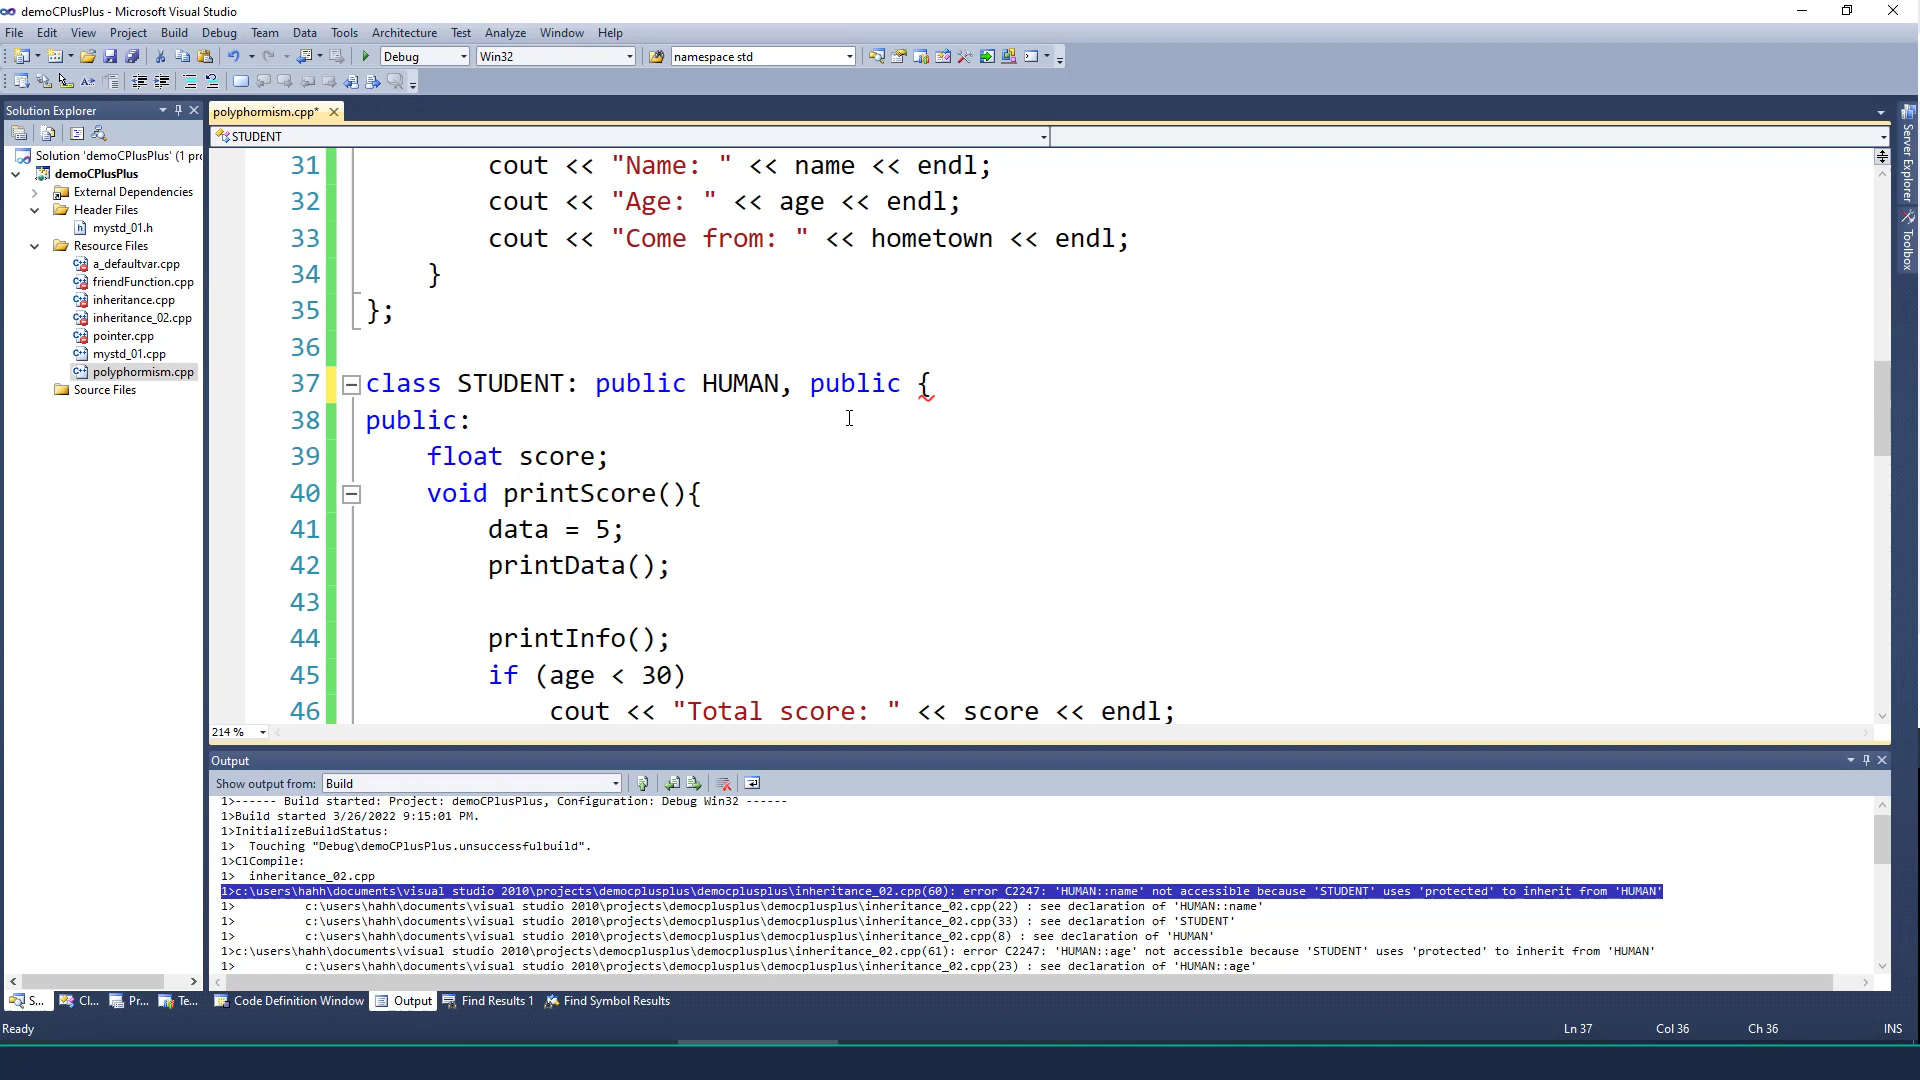 demoCPlusPlus - Microsoft Visual Studio
File Edit View Project Build Debug Team Data Tools Architecture Test Analyze Window Help
Debug Win32 namespace std
Solution Explorer
Solution 'demoCPlusPlus' (1 pro
demoCPlusPlus
External Dependencies
Header Files
mystd_01.h
Resource Files
a_defaultvar.cpp
friendFunction.cpp
inheritance.cpp
inheritance_02.cpp
pointer.cpp
mystd_01.cpp
polyphormism.cpp
Source Files
polyphormism.cpp*
STUDENT
31 cout << "Name: " << name << endl;
32 cout << "Age: " << age << endl;
33 cout << "Come from: " << hometown << endl;
34 }
35 };
36
37 class STUDENT: public HUMAN, public {
38 public:
39 float score;
40 void printScore(){
41 data = 5;
42 printData();
43
44 printInfo();
45 if (age < 30)
46 cout << "Total score: " << score << endl;
214 %
Server Explorer
Toolbox
Output
Show output from: Build
1>------ Build started: Project: demoCPlusPlus, Configuration: Debug Win32 ------
1>Build started 3/26/2022 9:15:01 PM.
1>InitializeBuildStatus:
1> Touching "Debug\demoCPlusPlus.unsuccessfulbuild".
1>ClCompile:
1> inheritance_02.cpp
1>c:\users\hahh\documents\visual studio 2010\projects\democplusplus\democplusplus\inheritance_02.cpp(60): error C2247: 'HUMAN::name' not accessible because 'STUDENT' uses 'protected' to inherit from 'HUMAN'
1> c:\users\hahh\documents\visual studio 2010\projects\democplusplus\democplusplus\inheritance_02.cpp(22) : see declaration of 'HUMAN::name'
1> c:\users\hahh\documents\visual studio 2010\projects\democplusplus\democplusplus\inheritance_02.cpp(33) : see declaration of 'STUDENT'
1> c:\users\hahh\documents\visual studio 2010\projects\democplusplus\democplusplus\inheritance_02.cpp(8) : see declaration of 'HUMAN'
1>c:\users\hahh\documents\visual studio 2010\projects\democplusplus\democplusplus\inheritance_02.cpp(61): error C2247: 'HUMAN::age' not accessible because 'STUDENT' uses 'protected' to inherit from 'HUMAN'
1> c:\users\hahh\documents\visual studio 2010\projects\democplusplus\democplusplus\inheritance_02.cpp(23) : see declaration of 'HUMAN::age'
S... Cl... Pr... Te... Code Definition Window Output Find Results 1 Find Symbol Results
Ready Ln 37 Col 36 Ch 36 INS